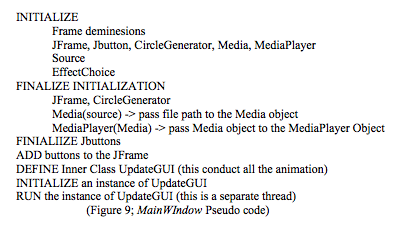 INITIALIZE
Frame deminesions
JFrame, Jbutton, CircleGenerator, Media, MediaPlayer
Source
EffectChoice
FINALIZE INITIALIZATION
JFrame, CircleGenerator
Media(source) -> pass file path to the Media object
MediaPlayer(Media) -> pass Media object to the MediaPlayer Object
FINIALIIZE Jbuttons
ADD buttons to the JFrame
DEFINE Inner Class UpdateGUI (this conduct all the animation)
INITIALIZE an instance of UpdateGUI
RUN the instance of UpdateGUI (this is a separate thread)
(Figure 9; MainWIndow Pseudo code)